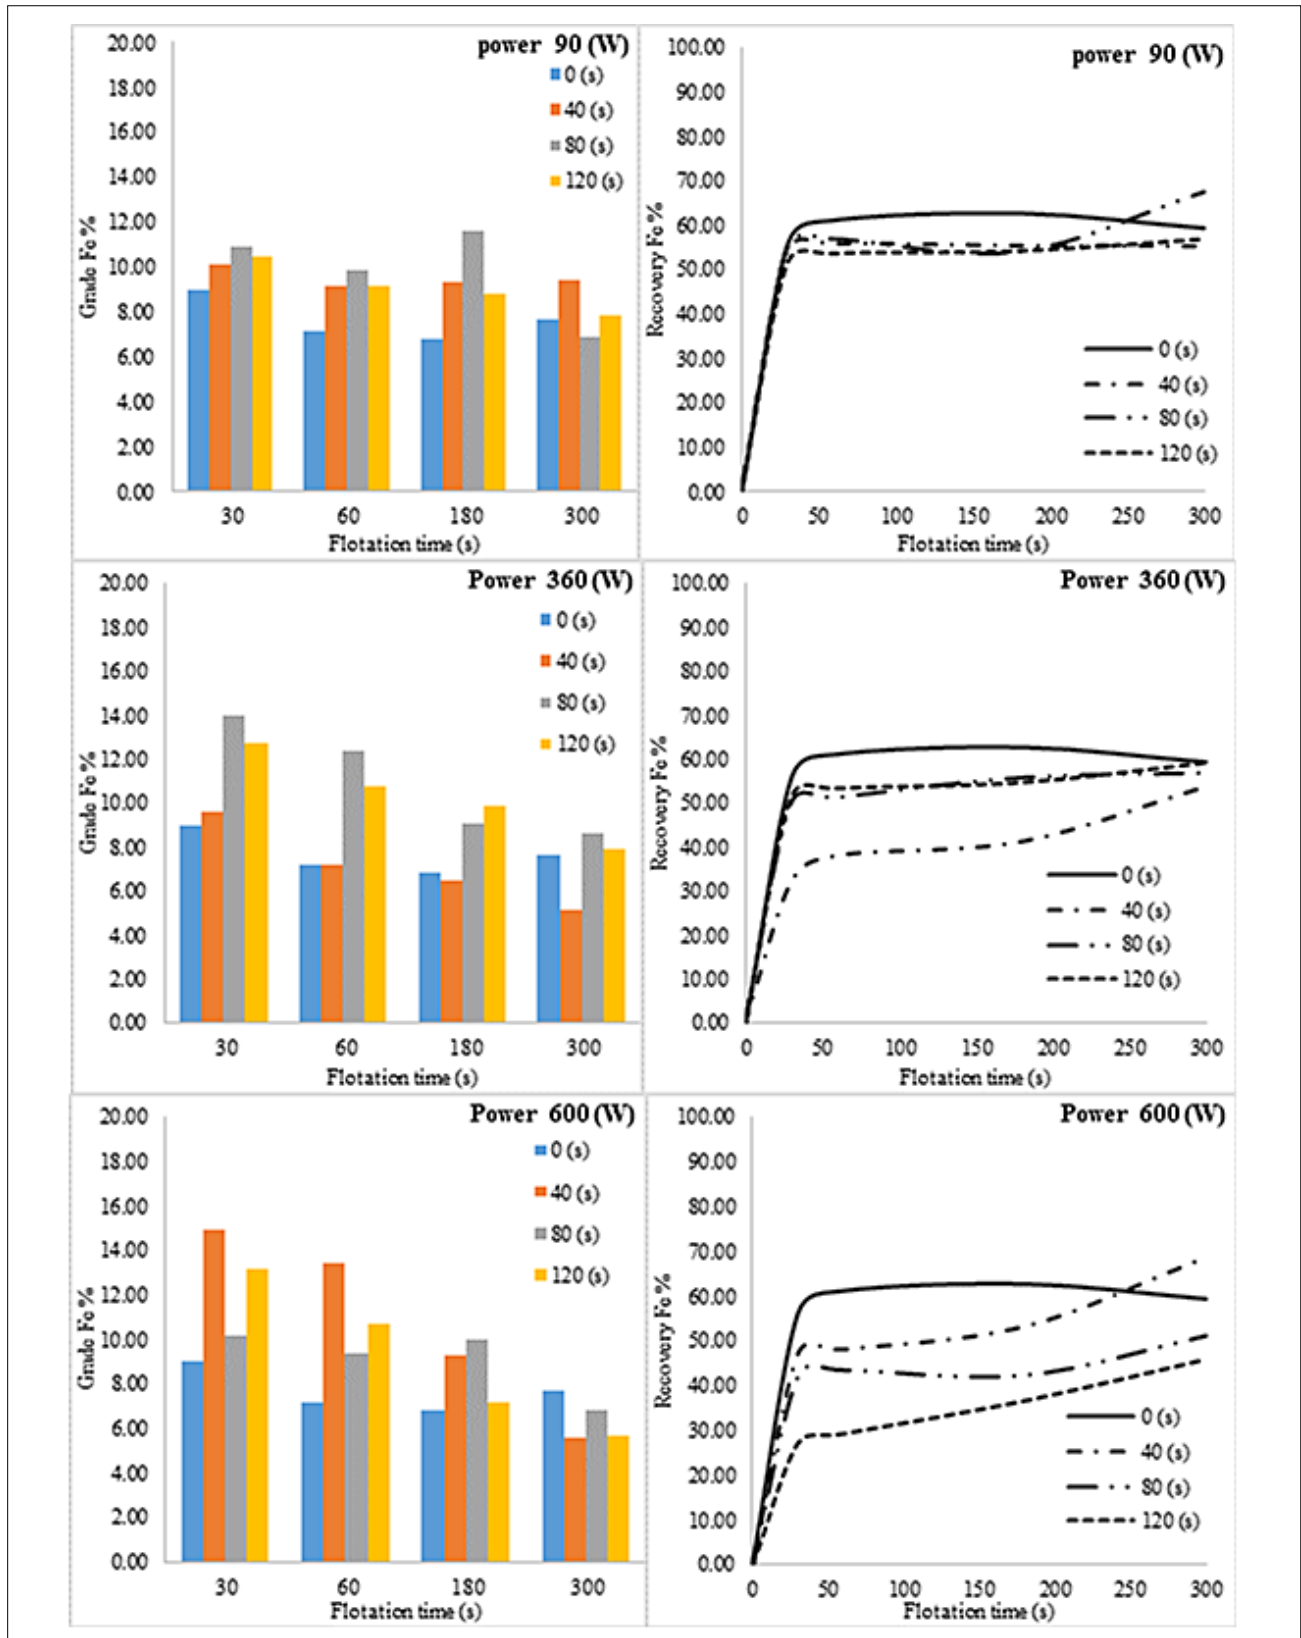 power 90 (W)
20.00
18.00
16.00
14.00
12.00
10.00
8.00
6.00
4.00
2.00
0.00
Grade Fe %
0 (s)
40 (s)
80 (s)
120 (s)
30 60 180 300
Flotation time (s)
power 90 (W)
100.00
90.00
80.00
70.00
60.00
50.00
40.00
30.00
20.00
10.00
0.00
Recovery Fe %
0 (s)
40 (s)
80 (s)
120 (s)
0 50 100 150 200 250 300
Flotation time (s)
Power 360 (W)
20.00
18.00
16.00
14.00
12.00
10.00
8.00
6.00
4.00
2.00
0.00
Grade Fe %
0 (s)
40 (s)
80 (s)
120 (s)
30 60 180 300
Flotation time (s)
Power 360 (W)
100.00
90.00
80.00
70.00
60.00
50.00
40.00
30.00
20.00
10.00
0.00
Recovery Fe %
0 (s)
40 (s)
80 (s)
120 (s)
0 50 100 150 200 250 300
Flotation time (s)
Power 600 (W)
20.00
18.00
16.00
14.00
12.00
10.00
8.00
6.00
4.00
2.00
0.00
Grade Fe %
0 (s)
40 (s)
80 (s)
120 (s)
30 60 180 300
Flotation time (s)
Power 600 (W)
100.00
90.00
80.00
70.00
60.00
50.00
40.00
30.00
20.00
10.00
0.00
Recovery Fe %
0 (s)
40 (s)
80 (s)
120 (s)
0 50 100 150 200 250 300
Flotation time (s)